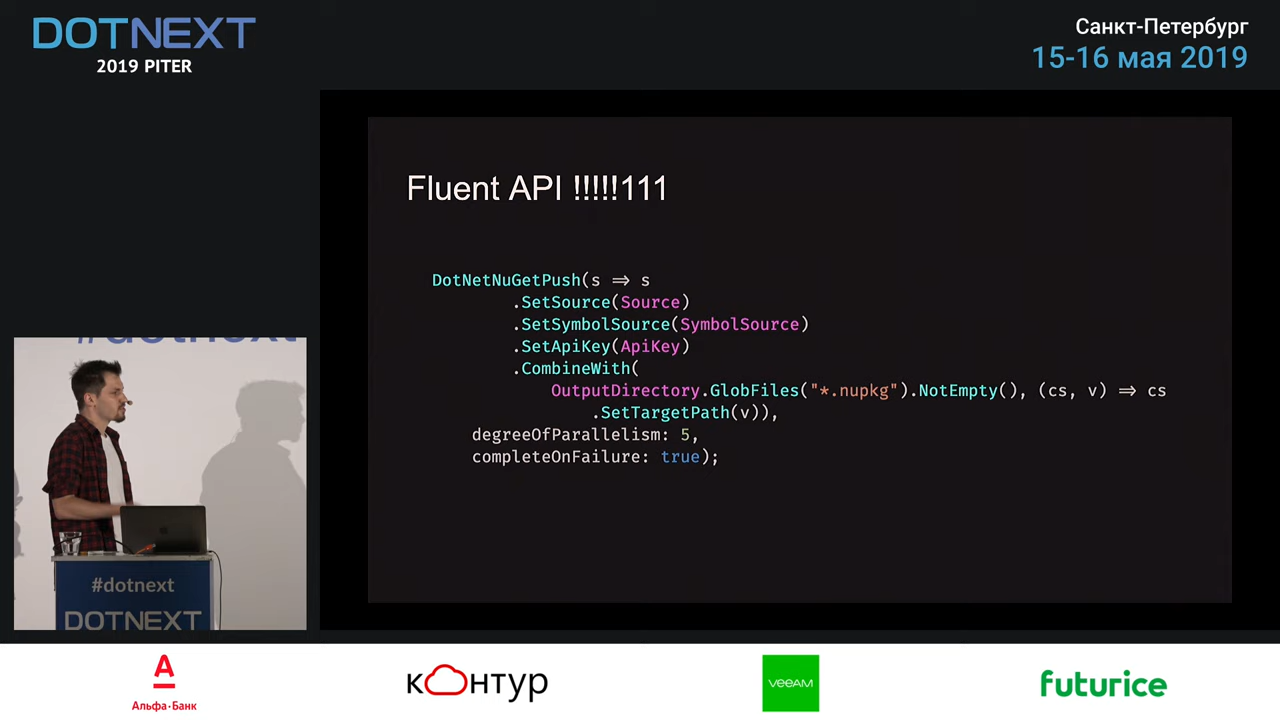 DOTNEXT
2019 PITER
Санкт-Петербург
15-16 мая 2019
Fluent API !!!!!111
DotNetNuGetPush(s => s
.SetSource(Source)
.SetSymbolSource(SymbolSource)
.SetApiKey(ApiKey)
.CombineWith(
OutputDirectory.GlobFiles("*.nupkg").NotEmpty(), (cs, v) => cs
.SetTargetPath(v)),
degreeOfParallelism: 5,
completeOnFailure: true);
#dotnext
#dotnext
DOTNEXT
Альфа·Банк
контур
veeAM
futurice